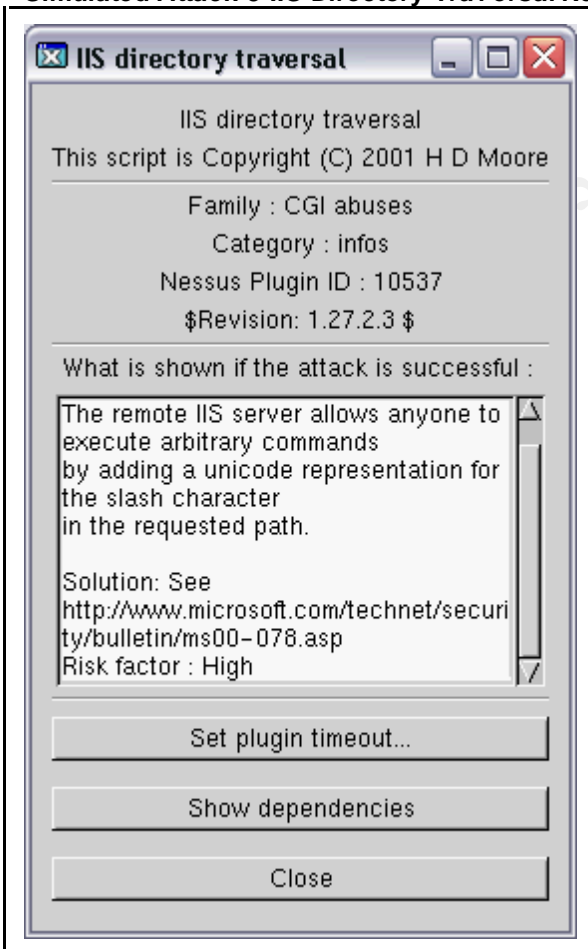 IIS directory traversal
IIS directory traversal
This script is Copyright (C) 2001 H D Moore
Family : CGI abuses
Category : infos
Nessus Plugin ID : 10537
$Revision: 1.27.2.3 $
What is shown if the attack is successful :
The remote IIS server allows anyone to
execute arbitrary commands
by adding a unicode representation for
the slash character
in the requested path.
Solution: See
http://www.microsoft.com/technet/securi
ty/bulletin/ms00-078.asp
Risk factor : High
Set plugin timeout...
Show dependencies
Close